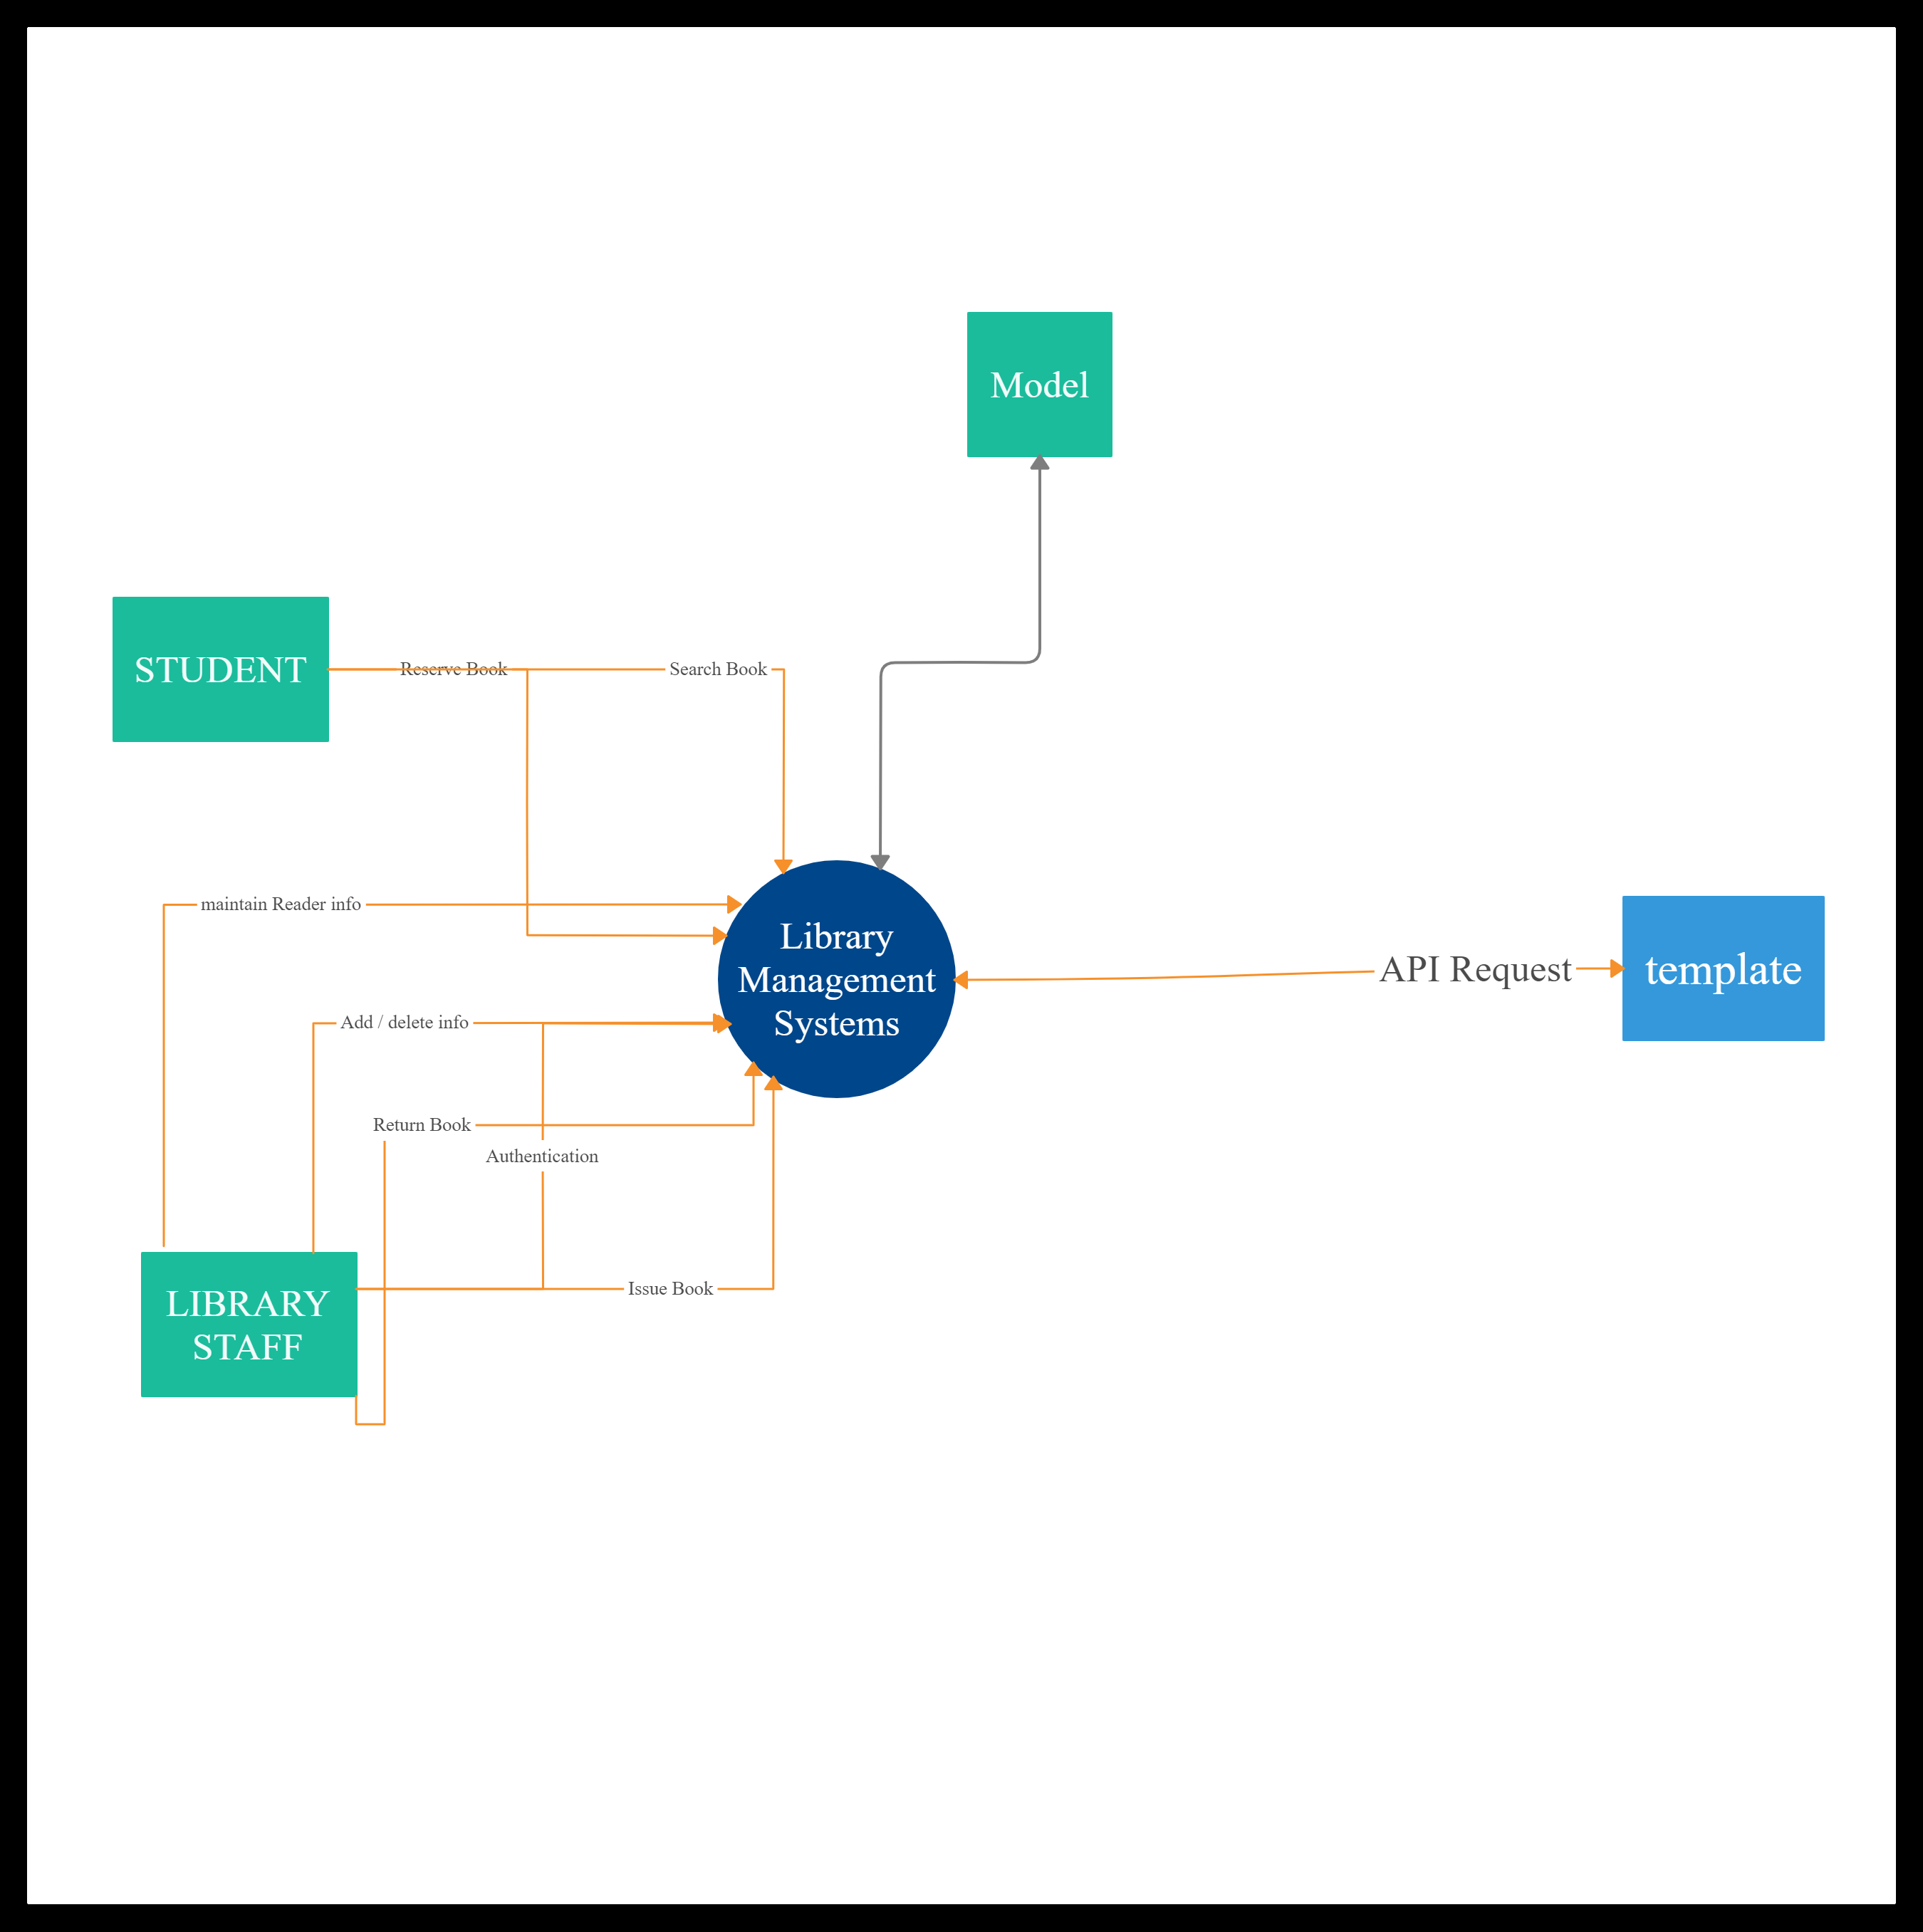 Model
STUDENT
Reserve Book
Search Book
maintain Reader info
Library
Management
Systems
API Request
template
Add / delete info
Return Book
Authentication
Issue Book
LIBRARY
STAFF